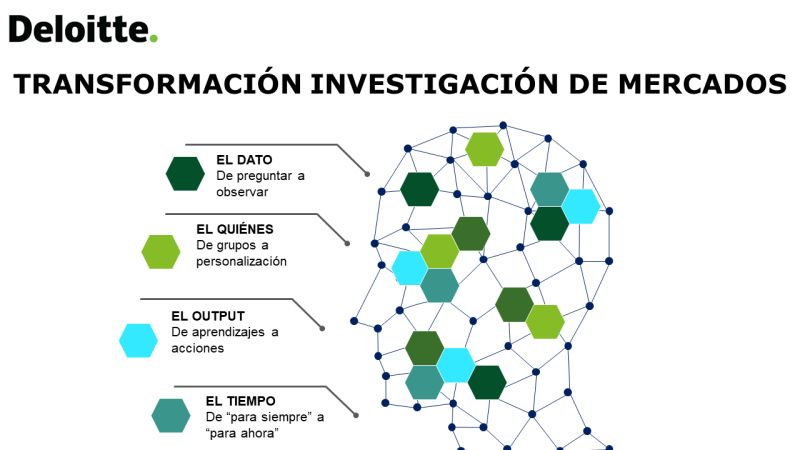 Deloitte.
TRANSFORMACIÓN INVESTIGACIÓN DE MERCADOS
EL DATO
De preguntar a
observar
EL QUIÉNES
De grupos a
personalización
EL OUTPUT
De aprendizajes a
acciones
EL TIEMPO
De “para siempre” a
“para ahora”